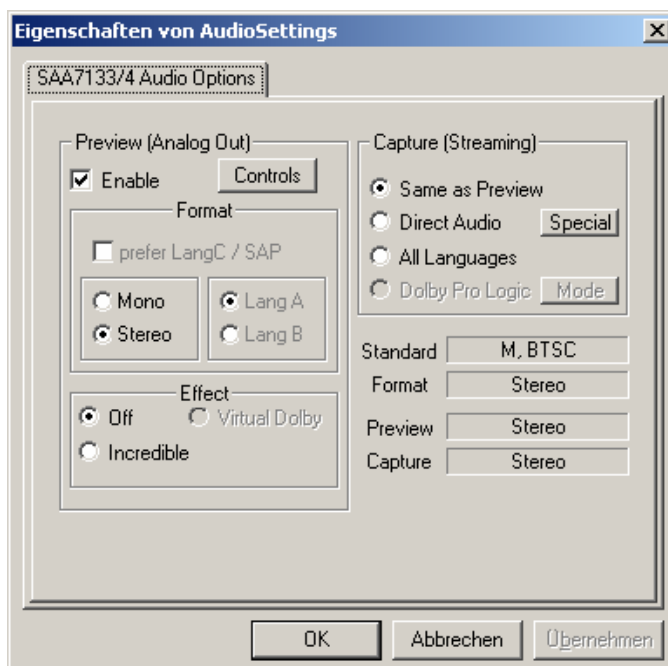 Eigenschaften von AudioSettings
SAA7133/4 Audio Options
Preview (Analog Out)
Enable
Controls
Format
prefer LangC / SAP
Mono
Stereo
Lang A
Lang B
Effect
Off
Virtual Dolby
Incredible
Capture (Streaming)
Same as Preview
Direct Audio
Special
All Languages
Dolby Pro Logic
Mode
Standard
M, BTSC
Format
Stereo
Preview
Stereo
Capture
Stereo
OK
Abbrechen
Übernehmen